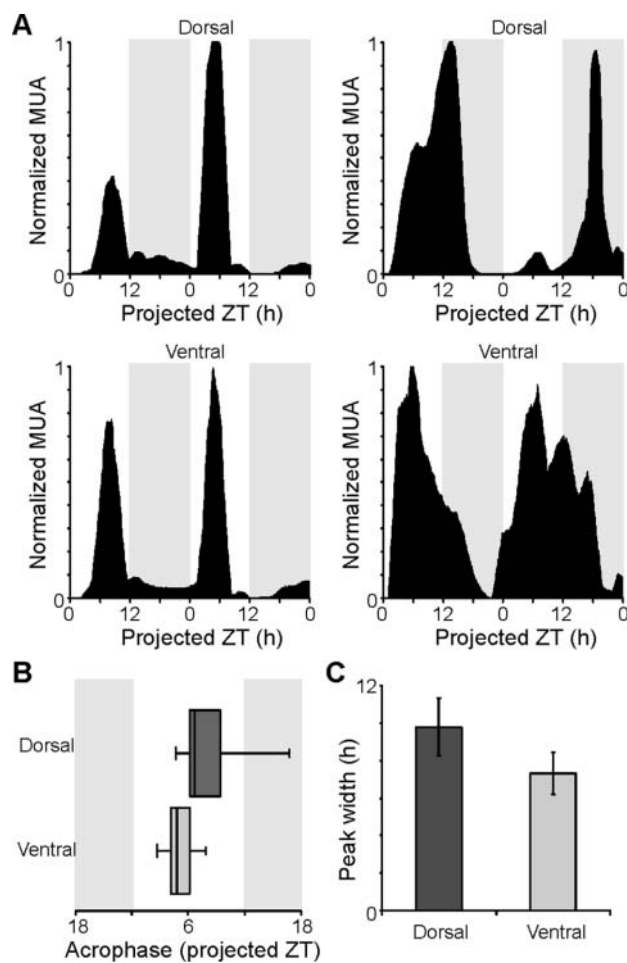 A
Dorsal
Dorsal
1
Normalized MUA
0
0 12 0 12 0
Projected ZT (h)
1
Normalized MUA
0
0 12 0 12 0
Projected ZT (h)
Ventral
Ventral
1
Normalized MUA
0
0 12 0 12 0
Projected ZT (h)
1
Normalized MUA
0
0 12 0 12 0
Projected ZT (h)
B
Dorsal
Ventral
18 6 18
Acrophase (projected ZT)
C
12
Peak width (h)
0
Dorsal Ventral